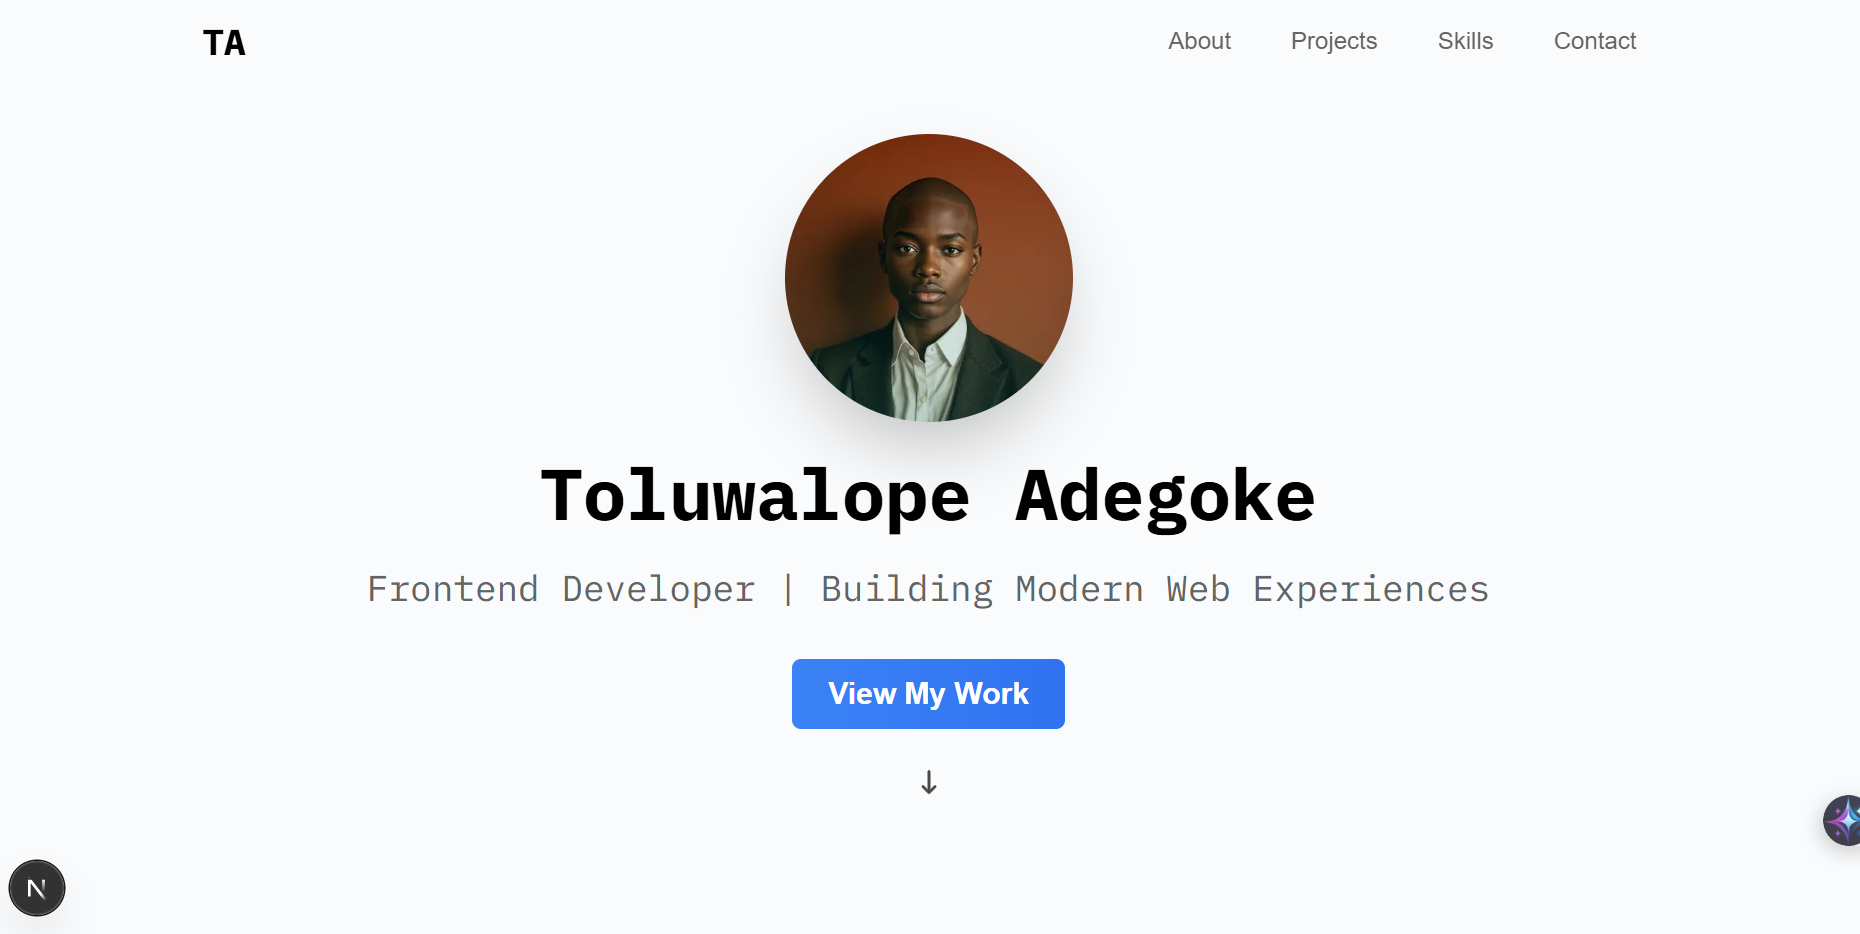 TA
About Projects Skills Contact
Toluwalope Adegoke
Frontend Developer | Building Modern Web Experiences
View My Work
N